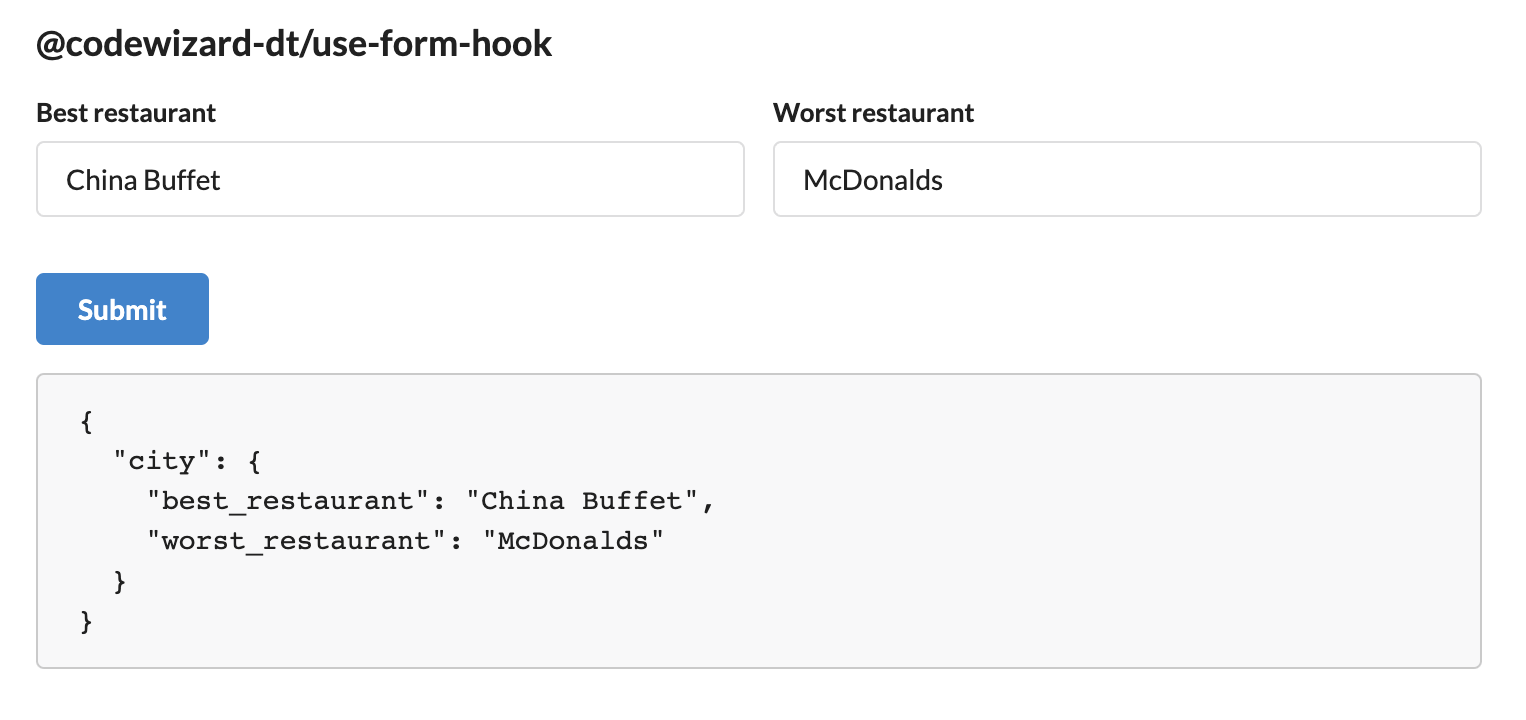 @codewizard-dt/use-form-hook
Best restaurant
Worst restaurant
China Buffet
McDonalds
Submit
{
  "city": {
    "best_restaurant": "China Buffet",
    "worst_restaurant": "McDonalds"
  }
}